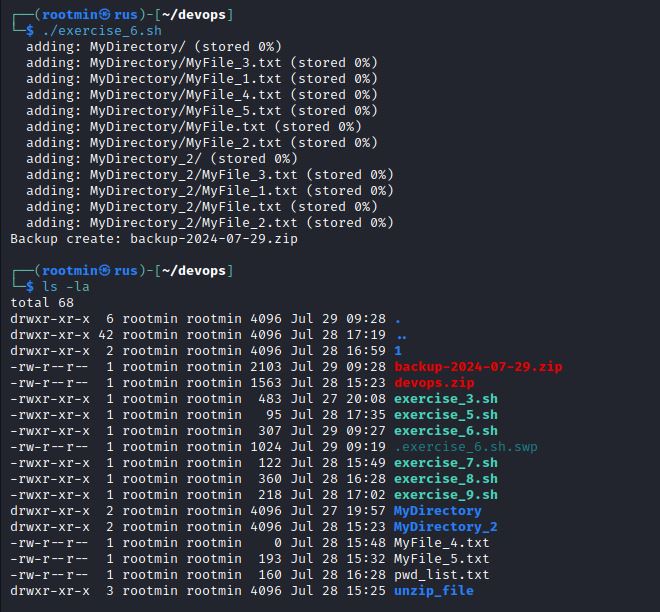 ┌──(rootmin㉿rus)-[~/devops]
└─$ ./exercise_6.sh
  adding: MyDirectory/ (stored 0%)
  adding: MyDirectory/MyFile_3.txt (stored 0%)
  adding: MyDirectory/MyFile_1.txt (stored 0%)
  adding: MyDirectory/MyFile_4.txt (stored 0%)
  adding: MyDirectory/MyFile_5.txt (stored 0%)
  adding: MyDirectory/MyFile.txt (stored 0%)
  adding: MyDirectory/MyFile_2.txt (stored 0%)
  adding: MyDirectory_2/ (stored 0%)
  adding: MyDirectory_2/MyFile_3.txt (stored 0%)
  adding: MyDirectory_2/MyFile_1.txt (stored 0%)
  adding: MyDirectory_2/MyFile.txt (stored 0%)
  adding: MyDirectory_2/MyFile_2.txt (stored 0%)
Backup create: backup-2024-07-29.zip
┌──(rootmin㉿rus)-[~/devops]
└─$ ls -la
total 68
drwxr-xr-x  6 rootmin rootmin 4096 Jul 29 09:28 .
drwxr-xr-x 42 rootmin rootmin 4096 Jul 28 17:19 ..
drwxr-xr-x  2 rootmin rootmin 4096 Jul 28 16:59 1
-rw-r--r--  1 rootmin rootmin 2103 Jul 29 09:28 backup-2024-07-29.zip
-rw-r--r--  1 rootmin rootmin 1563 Jul 28 15:23 devops.zip
-rwxr-xr-x  1 rootmin rootmin  483 Jul 27 20:08 exercise_3.sh
-rwxr-xr-x  1 rootmin rootmin   95 Jul 28 17:35 exercise_5.sh
-rwxr-xr-x  1 rootmin rootmin  307 Jul 29 09:27 exercise_6.sh
-rw-r--r--  1 rootmin rootmin 1024 Jul 29 09:19 .exercise_6.sh.swp
-rwxr-xr-x  1 rootmin rootmin  122 Jul 28 15:49 exercise_7.sh
-rwxr-xr-x  1 rootmin rootmin  360 Jul 28 16:28 exercise_8.sh
-rwxr-xr-x  1 rootmin rootmin  218 Jul 28 17:02 exercise_9.sh
drwxr-xr-x  2 rootmin rootmin 4096 Jul 27 19:57 MyDirectory
drwxr-xr-x  2 rootmin rootmin 4096 Jul 28 15:23 MyDirectory_2
-rw-r--r--  1 rootmin rootmin    0 Jul 28 15:48 MyFile_4.txt
-rw-r--r--  1 rootmin rootmin  193 Jul 28 15:32 MyFile_5.txt
-rw-r--r--  1 rootmin rootmin  160 Jul 28 16:28 pwd_list.txt
drwxr-xr-x  3 rootmin rootmin 4096 Jul 28 15:25 unzip_file